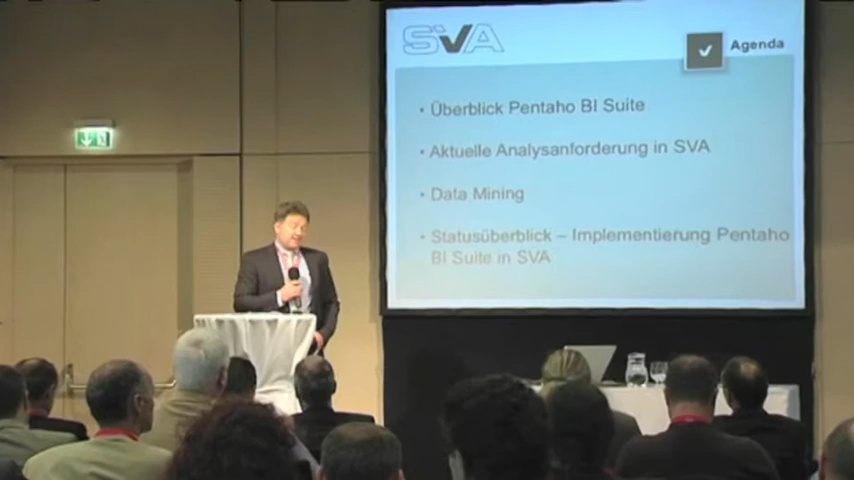 SVA
Agenda
• Überblick Pentaho BI Suite
• Aktuelle Analysanforderung in SVA
• Data Mining
• Statusüberblick – Implementierung Pentaho
BI Suite in SVA